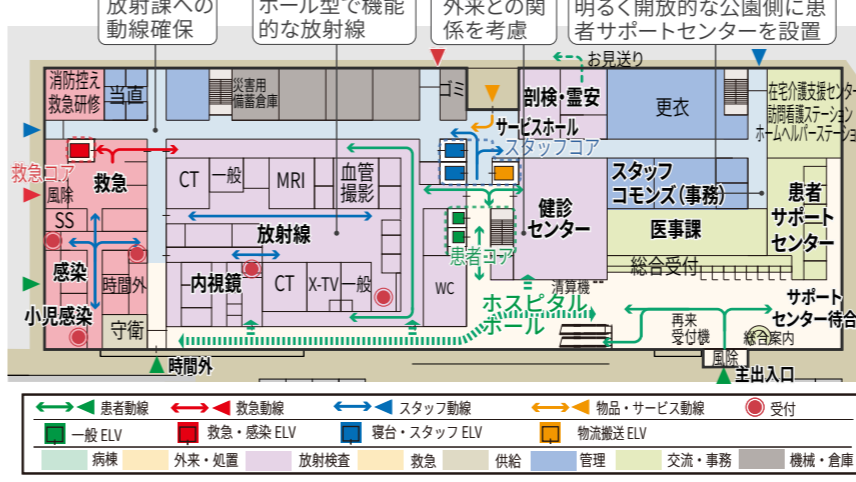 放射課への
動線確保
ホール型で機能
的な放射線
外来との関
係を考慮
明るく開放的な公園側に患
者サポートセンターを設置
お見送り
消防控え
救急研修
当直
災害用
備蓄倉庫
ゴミ
剖検・霊安
更衣
在宅介護支援センター
訪問看護ステーション
ホームヘルパーステーション
サービスホール
スタッフコア
救急コア
救急
風除
CT
一般
MRI
血管
撮影
スタッフ
コモンズ(事務)
患者
サポート
センター
SS
放射線
健診
センター
医事課
患者コア
感染
時間外
内視鏡
CT
X-TV
一般
WC
総合受付
清算機
小児感染
守衛
ホスピタル
モール
再来
受付機
サポート
センター待合
総合案内
風除
時間外
主出入口
患者動線
救急動線
スタッフ動線
物品・サービス動線
受付
一般 ELV
救急・感染 ELV
寝台・スタッフ ELV
物流搬送 ELV
病棟
外来・処置
放射検査
救急
供給
管理
交流・事務
機械・倉庫